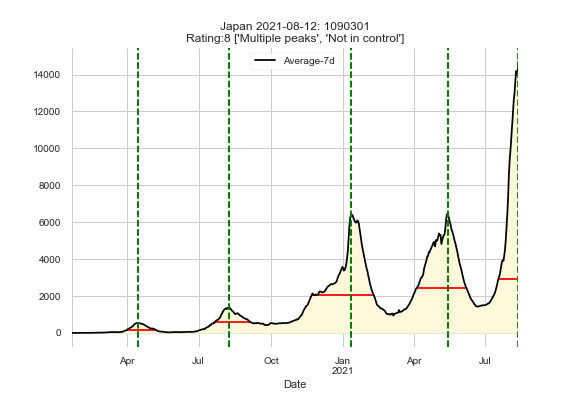 Japan 2021-08-12: 1090301
Rating:8 ['Multiple peaks', 'Not in control']
Average-7d
14000
12000
10000
8000
6000
4000
2000
0
Apr
Jul
Oct
Jan
2021
Apr
Jul
Date